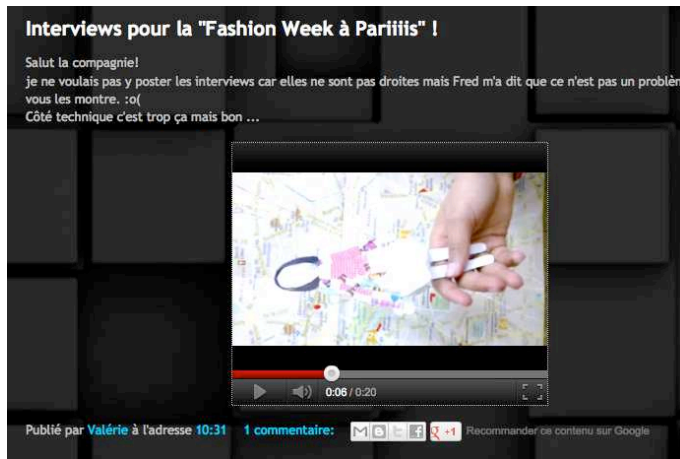 Interviews pour la "Fashion Week à Pariiiis" !
Salut la compagnie!
je ne voulais pas y poster les interviews car elles ne sont pas droites mais Fred m'a dit que ce n'est pas un problèm
vous les montre. :o(
Côté technique c'est trop ça mais bon ...
0:06 / 0:20
Publié par Valérie à l'adresse 10:31 1 commentaire: +1 Recommander ce contenu sur Google